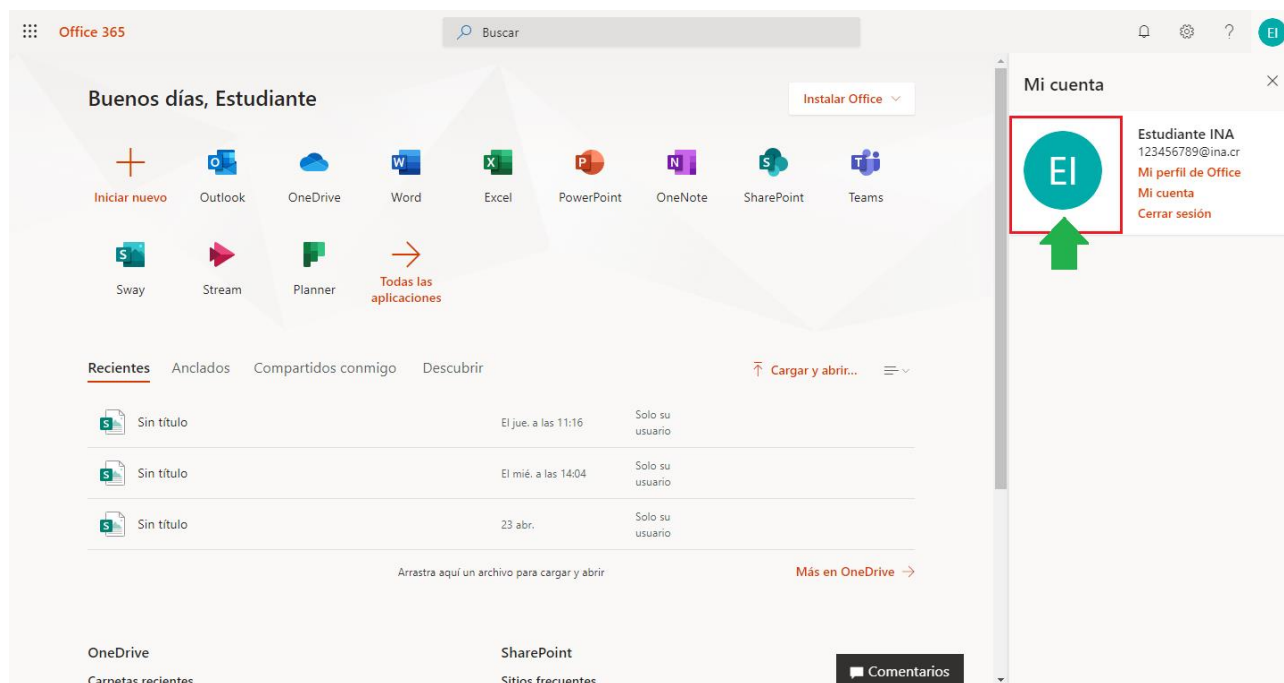 Office 365
Buscar
?
EI
Buenos días, Estudiante
Instalar Office
Iniciar nuevo
Outlook
OneDrive
Word
Excel
PowerPoint
OneNote
SharePoint
Teams
Sway
Stream
Planner
Todas las
aplicaciones
Recientes
Anclados
Compartidos conmigo
Descubrir
Cargar y abrir...
Sin título
El jue. a las 11:16
Solo su
usuario
Sin título
El mié. a las 14:04
Solo su
usuario
Sin título
23 abr.
Solo su
usuario
Arrastra aquí un archivo para cargar y abrir
Más en OneDrive
OneDrive
SharePoint
Carpetas recientes
Sitios frecuentes
Comentarios
Mi cuenta
EI
Estudiante INA
123456789@ina.cr
Mi perfil de Office
Mi cuenta
Cerrar sesión